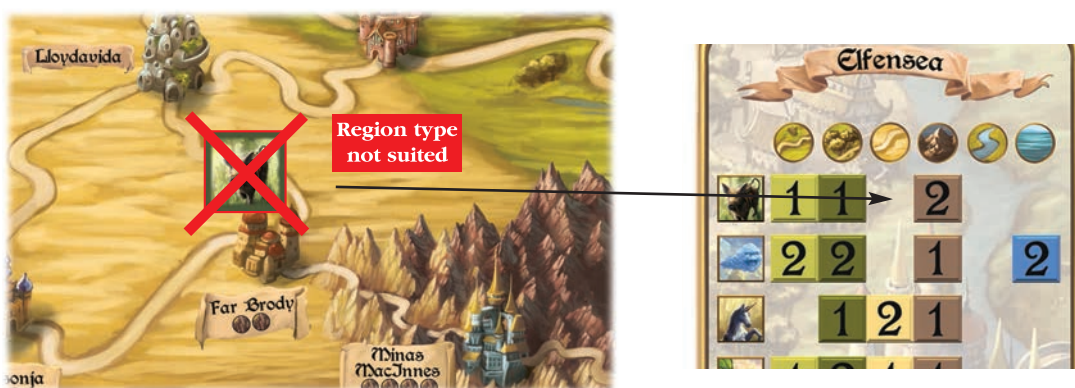 Lloydavida
Region type
not suited
Far Brody
Minas
MacInnes
sonja
Elfensea
1 1 2
2 2 1 2
1 2 1